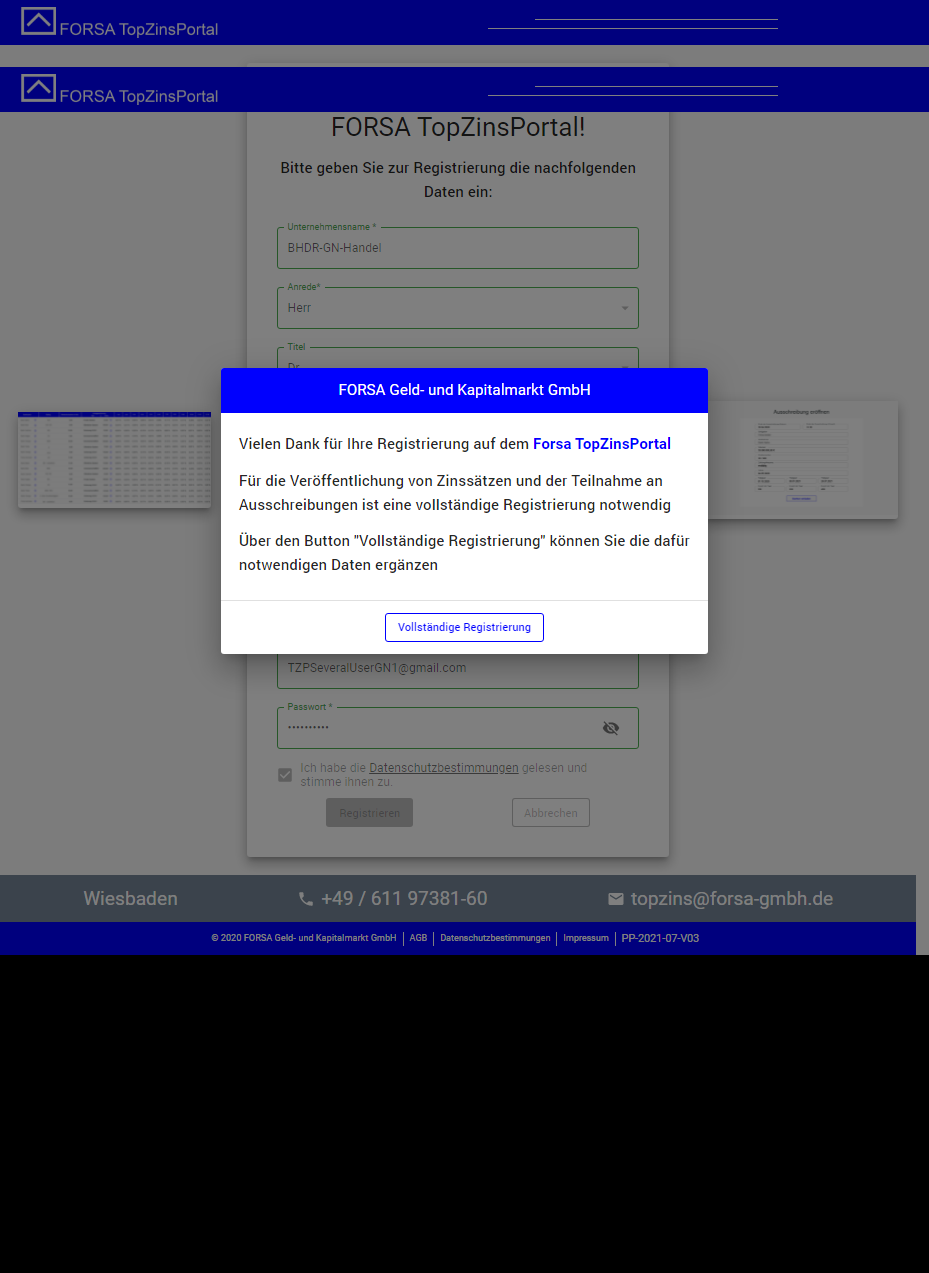 FORSA TopZinsPortal
FORSA TopZinsPortal
FORSA TopZinsPortal!
Bitte geben Sie zur Registrierung die nachfolgenden
Daten ein:
Unternehmensname *
BHDR-GN-Handel
Anrede*
Herr
Titel
Dr.
FORSA Geld- und Kapitalmarkt GmbH
Vielen Dank für Ihre Registrierung auf dem Forsa TopZinsPortal
Für die Veröffentlichung von Zinssätzen und der Teilnahme an
Ausschreibungen ist eine vollständige Registrierung notwendig
Über den Button "Vollständige Registrierung" können Sie die dafür
notwendigen Daten ergänzen
Vollständige Registrierung
Ausschreibung eröffnen
TZPSeveralUserGN1@gmail.com
Passwort *
Ich habe die Datenschutzbestimmungen gelesen und
stimme ihnen zu.
Registrieren
Abbrechen
Wiesbaden
+49 / 611 97381-60
topzins@forsa-gmbh.de
© 2020 FORSA Geld- und Kapitalmarkt GmbH | AGB | Datenschutzbestimmungen | Impressum | PP-2021-07-V03